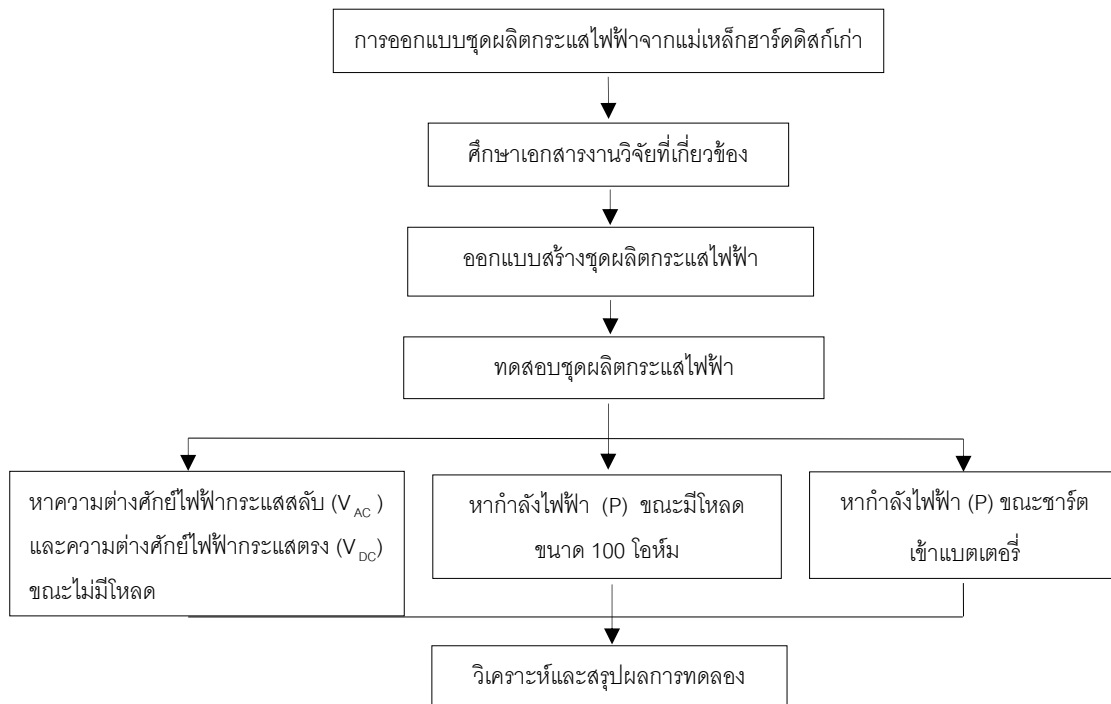 การออกแบบชุดผลิตกระแสไฟฟ้าจากแม่เหล็กฮาร์ดดิสก์เก่า
ศึกษาเอกสารงานวิจัยที่เกี่ยวข้อง
ออกแบบสร้างชุดผลิตกระแสไฟฟ้า
ทดสอบชุดผลิตกระแสไฟฟ้า
หาความต่างศักย์ไฟฟ้ากระแสสลับ (V AC )
และความต่างศักย์ไฟฟ้ากระแสตรง (V DC)
ขณะไม่มีโหลด
หากำลังไฟฟ้า (P) ขณะมีโหลด
ขนาด 100 โอห์ม
หากำลังไฟฟ้า (P) ขณะชาร์ต
เข้าแบตเตอรี่
วิเคราะห์และสรุปผลการทดลอง